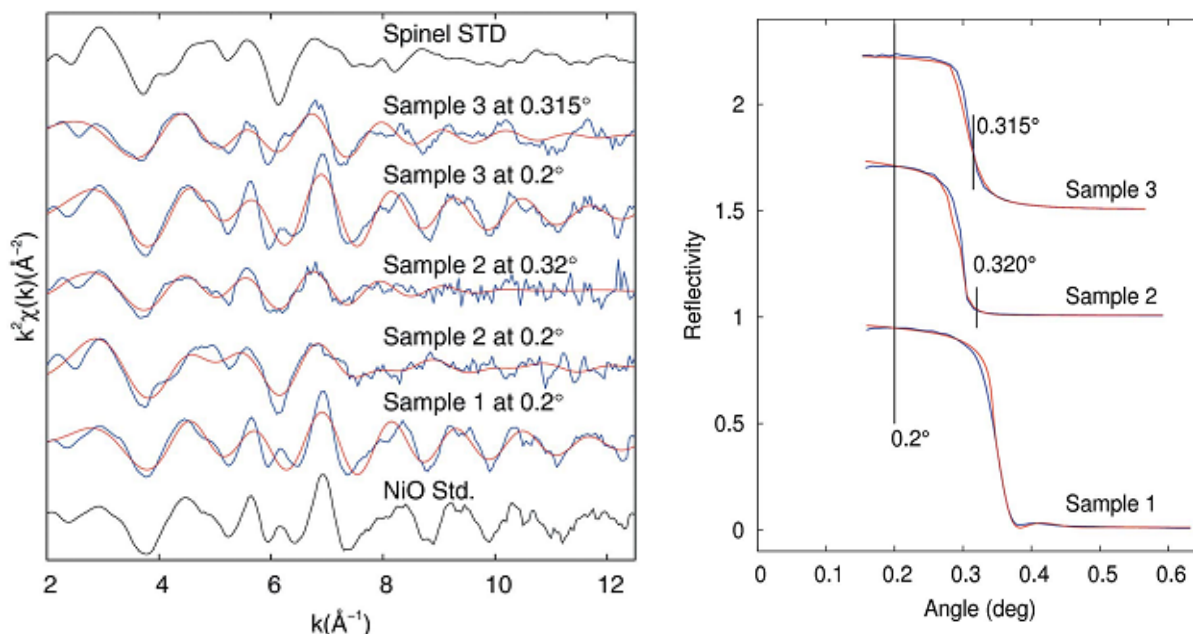 Spinel STD
Sample 3 at 0.315°
Sample 3 at 0.2°
Sample 2 at 0.32°
Sample 2 at 0.2°
Sample 1 at 0.2°
NiO Std.
k²χ(k)(Å⁻²)
2 4 6 8 10 12
k(Å⁻¹)
Reflectivity
2
1.5
1
0.5
0
0.315°
Sample 3
0.320°
Sample 2
0.2°
Sample 1
0 0.1 0.2 0.3 0.4 0.5 0.6
Angle (deg)